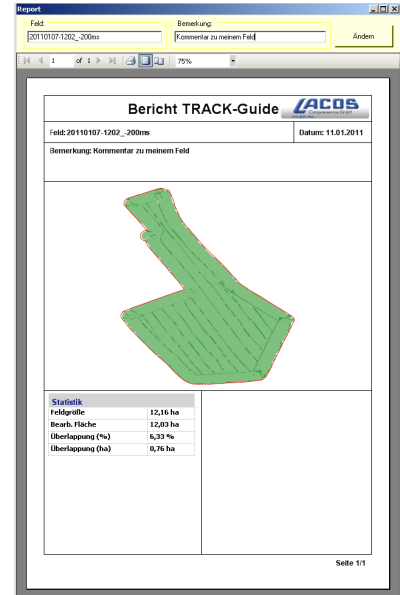 Report
Feld: Bemerkung:
20110107-1202_-200ms Kommentar zu meinem Feld Ändern
1 of 1 75%
Bericht TRACK-Guide LACOS
Computerservice GmbH
Feld: 20110107-1202_-200ms Datum: 11.01.2011
Bemerkung: Kommentar zu meinem Feld
Statistik
Feldgröße 12,16 ha
Bearb. Fläche 12,03 ha
Überlappung (%) 6,33 %
Überlappung (ha) 0,76 ha
Seite 1/1